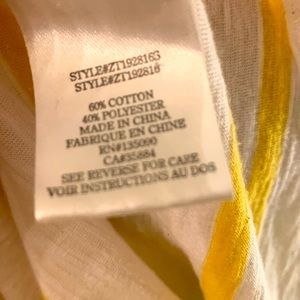 STYLE#ZT1928163
STYLE#ZT192816
60% COTTON
40% POLYESTER
MADE IN CHINA
FABRIQUE EN CHINE
RN#135090
CA#35884
SEE REVERSE FOR CARE
VOIR INSTRUCTIONS AU DOS